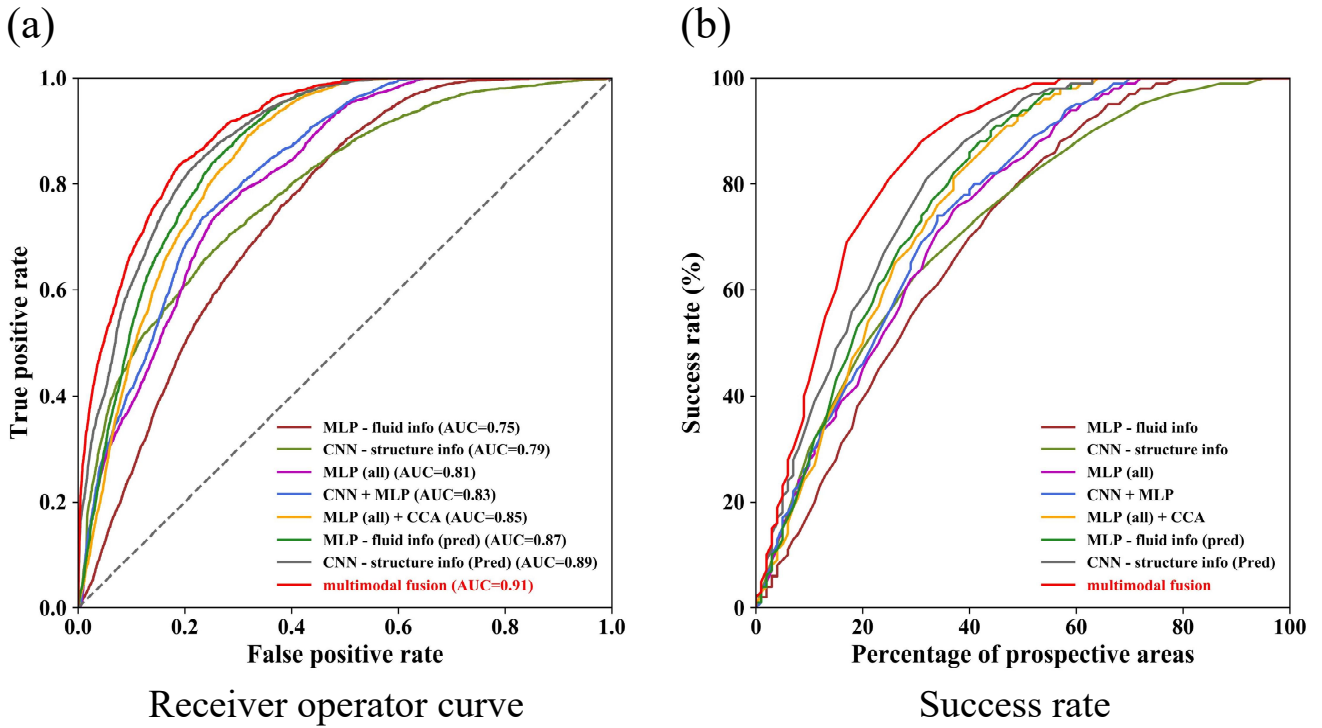 (a)
1.0
0.8
0.6
0.4
0.2
0.0
True positive rate
MLP - fluid info (AUC=0.75)
CNN - structure info (AUC=0.79)
MLP (all) (AUC=0.81)
CNN + MLP (AUC=0.83)
MLP (all) + CCA (AUC=0.85)
MLP - fluid info (pred) (AUC=0.87)
CNN - structure info (Pred) (AUC=0.89)
multimodal fusion (AUC=0.91)
0.0 0.2 0.4 0.6 0.8 1.0
False positive rate
Receiver operator curve
(b)
100
80
60
40
20
0
Success rate (%)
MLP - fluid info
CNN - structure info
MLP (all)
CNN + MLP
MLP (all) + CCA
MLP - fluid info (pred)
CNN - structure info (Pred)
multimodal fusion
0 20 40 60 80 100
Percentage of prospective areas
Success rate